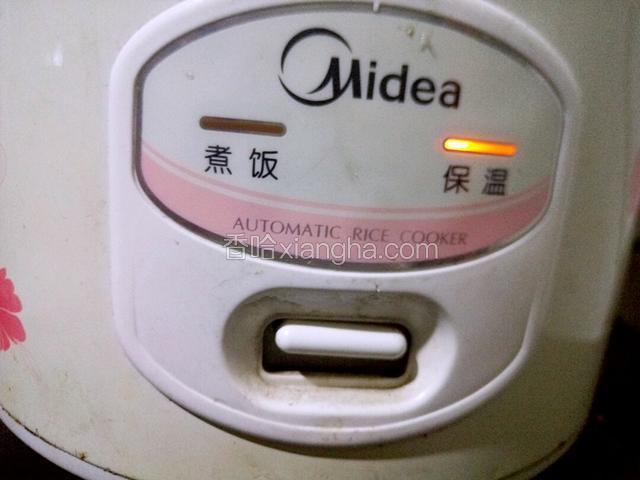 Midea
煮饭
保温
AUTOMATIC RICE COOKER
香哈xiangha.com